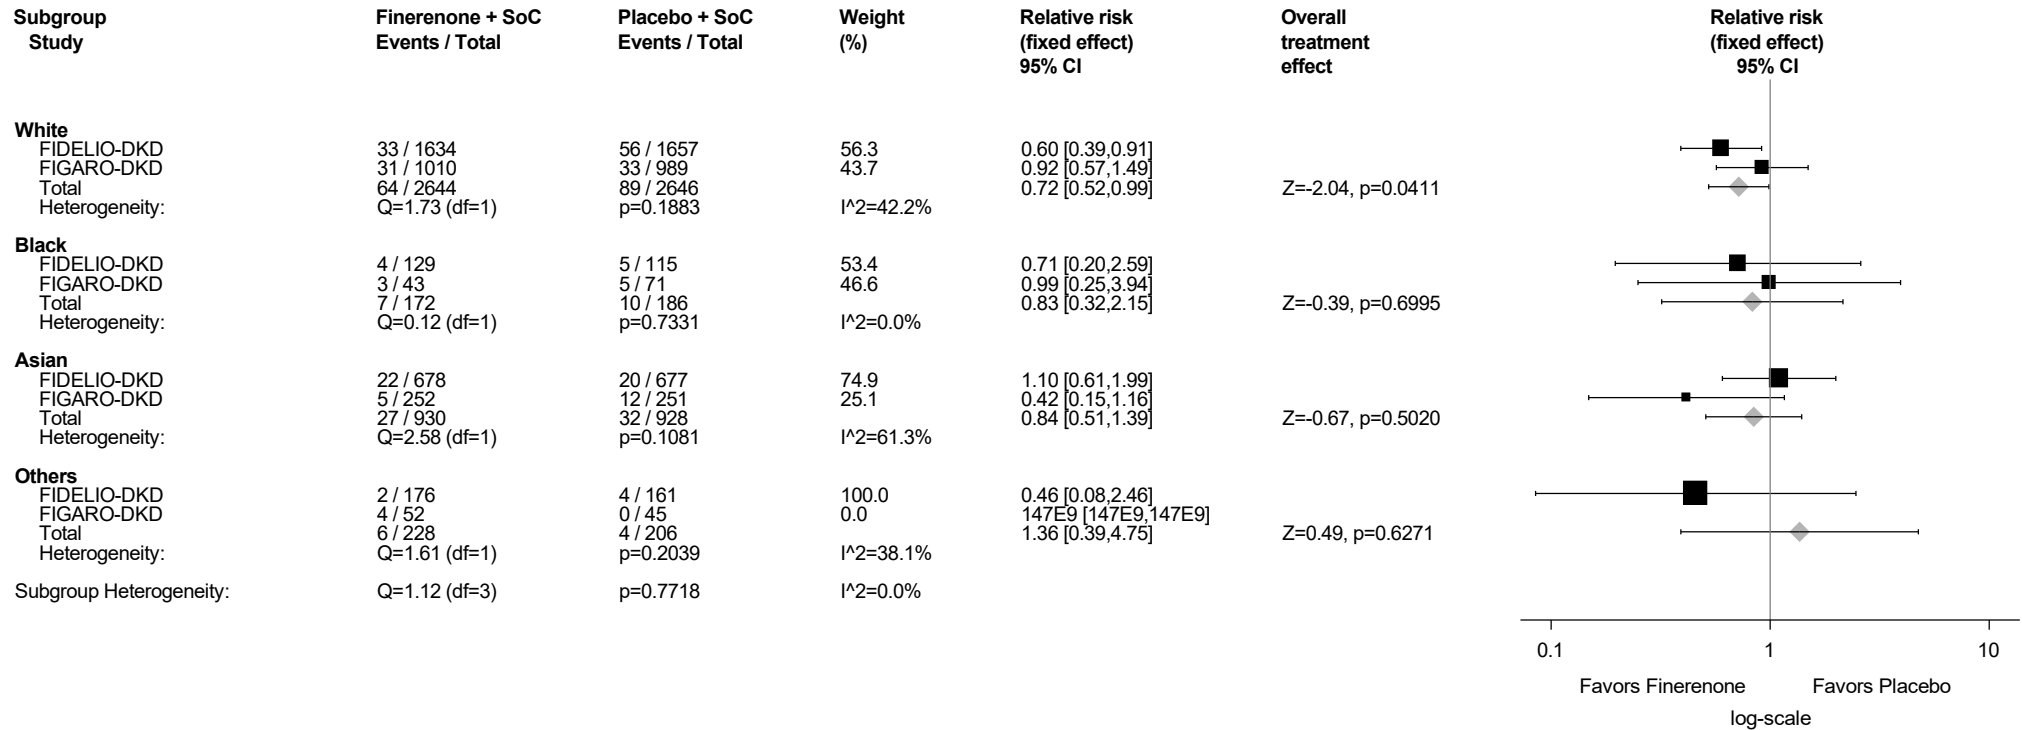 Subgroup Finerenone + SoC Placebo + SoC Weight Relative risk Overall Relative risk
Study Events / Total Events / Total (%) (fixed effect) treatment (fixed effect)
95% CI effect 95% CI
White
FIDELIO-DKD 33 / 1634 56 / 1657 56.3 0.60 [0.39,0.91]
FIGARO-DKD 31 / 1010 33 / 989 43.7 0.92 [0.57,1.49]
Total 64 / 2644 89 / 2646 0.72 [0.52,0.99] Z=-2.04, p=0.0411
Heterogeneity: Q=1.73 (df=1) p=0.1883 I^2=42.2%
Black
FIDELIO-DKD 4 / 129 5 / 115 53.4 0.71 [0.20,2.59]
FIGARO-DKD 3 / 43 5 / 71 46.6 0.99 [0.25,3.94]
Total 7 / 172 10 / 186 0.83 [0.32,2.15] Z=-0.39, p=0.6995
Heterogeneity: Q=0.12 (df=1) p=0.7331 I^2=0.0%
Asian
FIDELIO-DKD 22 / 678 20 / 677 74.9 1.10 [0.61,1.99]
FIGARO-DKD 5 / 252 12 / 251 25.1 0.42 [0.15,1.16]
Total 27 / 930 32 / 928 0.84 [0.51,1.39] Z=-0.67, p=0.5020
Heterogeneity: Q=2.58 (df=1) p=0.1081 I^2=61.3%
Others
FIDELIO-DKD 2 / 176 4 / 161 100.0 0.46 [0.08,2.46]
FIGARO-DKD 4 / 52 0 / 45 0.0 147E9 [147E9,147E9]
Total 6 / 228 4 / 206 1.36 [0.39,4.75] Z=0.49, p=0.6271
Heterogeneity: Q=1.61 (df=1) p=0.2039 I^2=38.1%
Subgroup Heterogeneity: Q=1.12 (df=3) p=0.7718 I^2=0.0%
0.1 1 10
Favors Finerenone Favors Placebo
log-scale